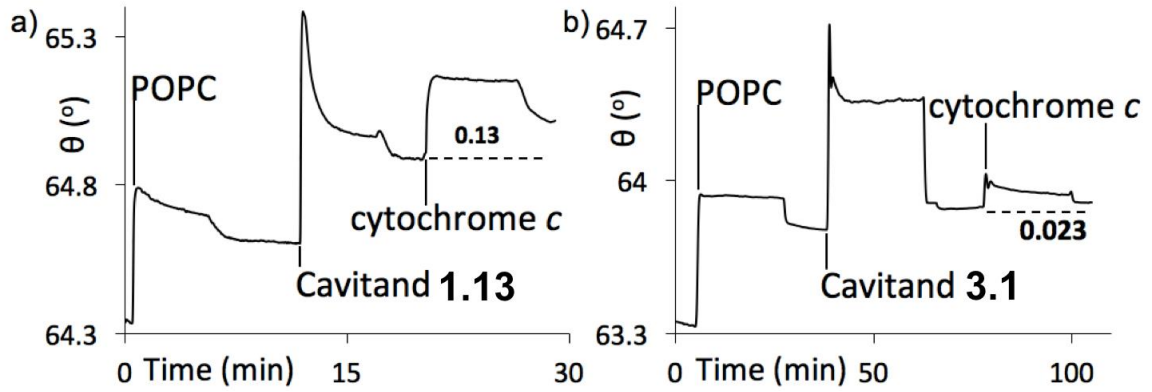 a)
65.3
POPC
θ (º)
0.13
64.8
cytochrome c
Cavitand 1.13
64.3
0 Time (min) 15 30
b)
64.7
POPC
cytochrome c
θ (º)
64
0.023
Cavitand 3.1
63.3
0 Time (min) 50 100